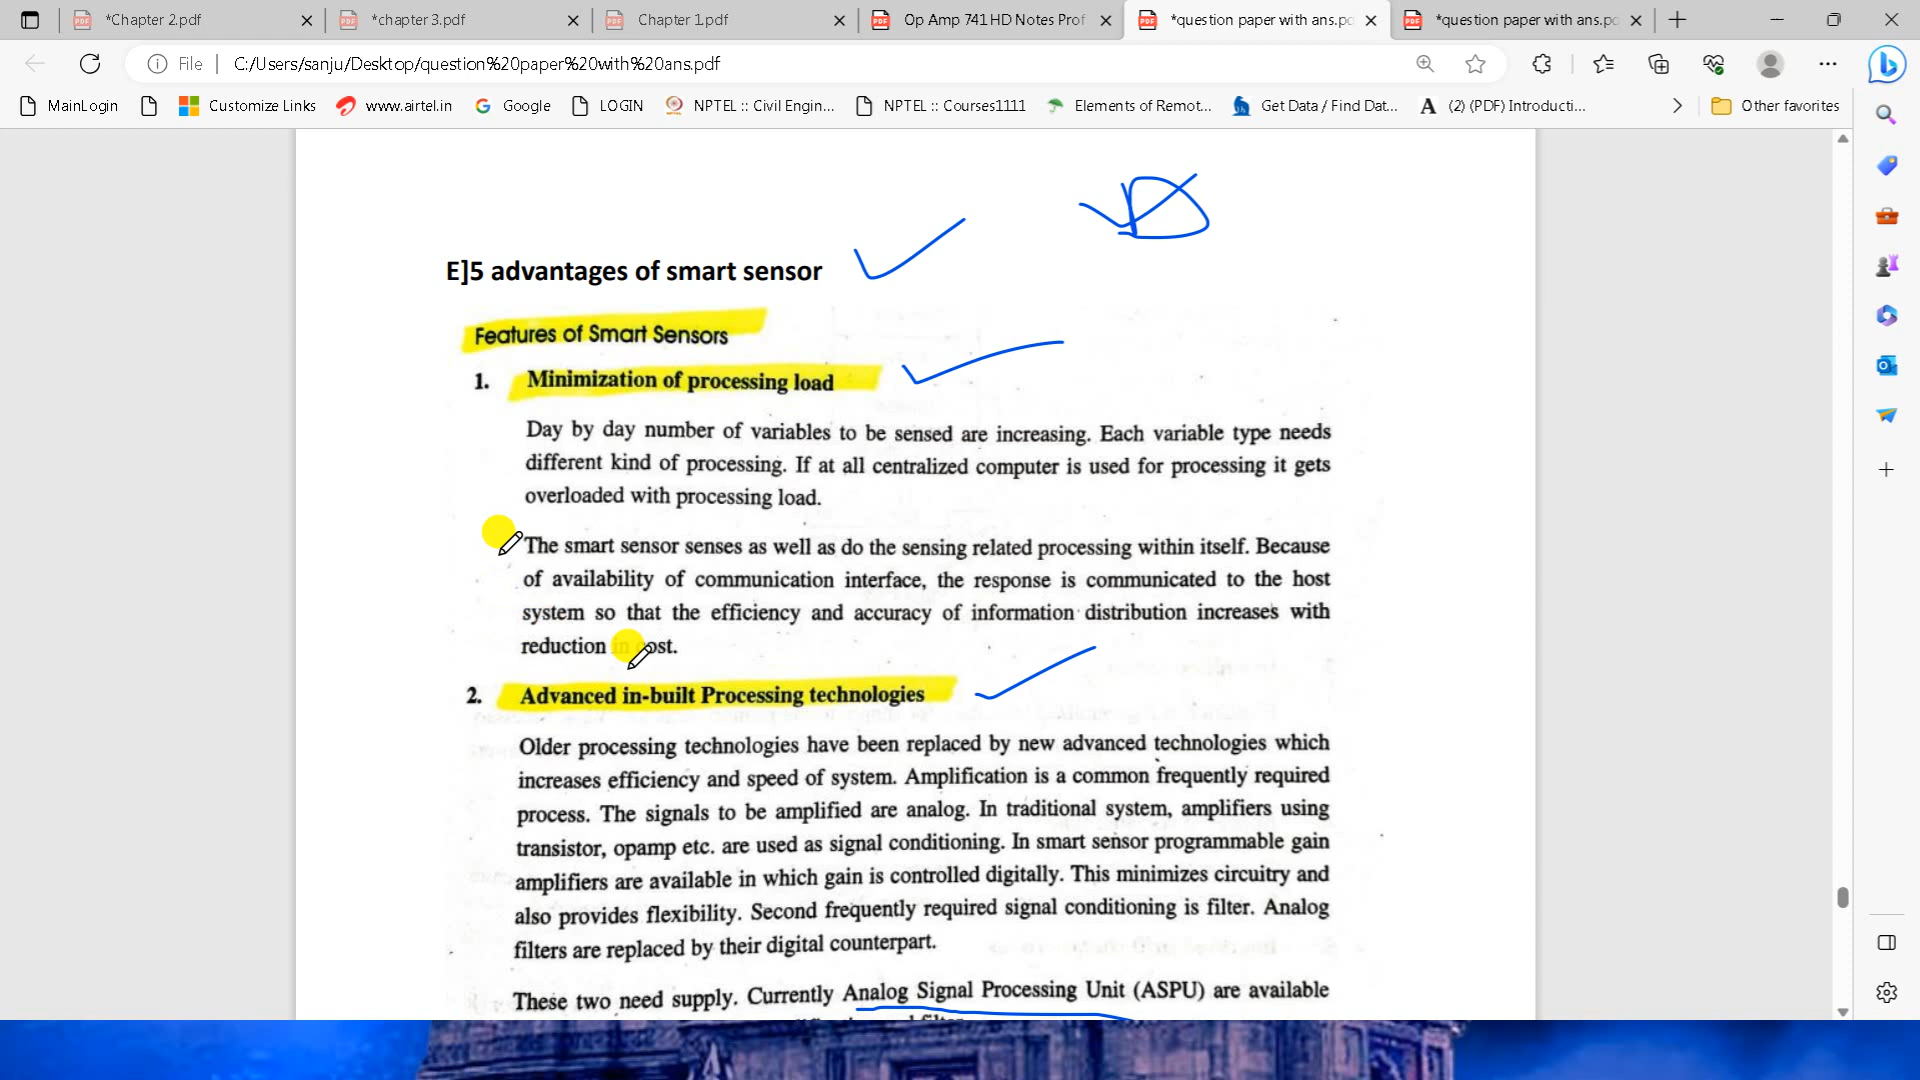 *Chapter 2.pdf
*chapter 3.pdf
Chapter 1.pdf
Op Amp 741 HD Notes Prof
*question paper with ans.pd
*question paper with ans.pd
File
C:/Users/sanju/Desktop/question%20paper%20with%20ans.pdf
MainLogin
Customize Links
www.airtel.in
Google
LOGIN
NPTEL :: Civil Engin...
NPTEL :: Courses1111
Elements of Remot...
Get Data / Find Dat...
(2) (PDF) Introducti...
Other favorites
E]5 advantages of smart sensor
Features of Smart Sensors
1. Minimization of processing load
Day by day number of variables to be sensed are increasing. Each variable type needs
different kind of processing. If at all centralized computer is used for processing it gets
overloaded with processing load.
The smart sensor senses as well as do the sensing related processing within itself. Because
of availability of communication interface, the response is communicated to the host
system so that the efficiency and accuracy of information distribution increases with
reduction in cost.
2. Advanced in-built Processing technologies
Older processing technologies have been replaced by new advanced technologies which
increases efficiency and speed of system. Amplification is a common frequently required
process. The signals to be amplified are analog. In traditional system, amplifiers using
transistor, opamp etc. are used as signal conditioning. In smart sensor programmable gain
amplifiers are available in which gain is controlled digitally. This minimizes circuitry and
also provides flexibility. Second frequently required signal conditioning is filter. Analog
filters are replaced by their digital counterpart.
These two need supply. Currently Analog Signal Processing Unit (ASPU) are available